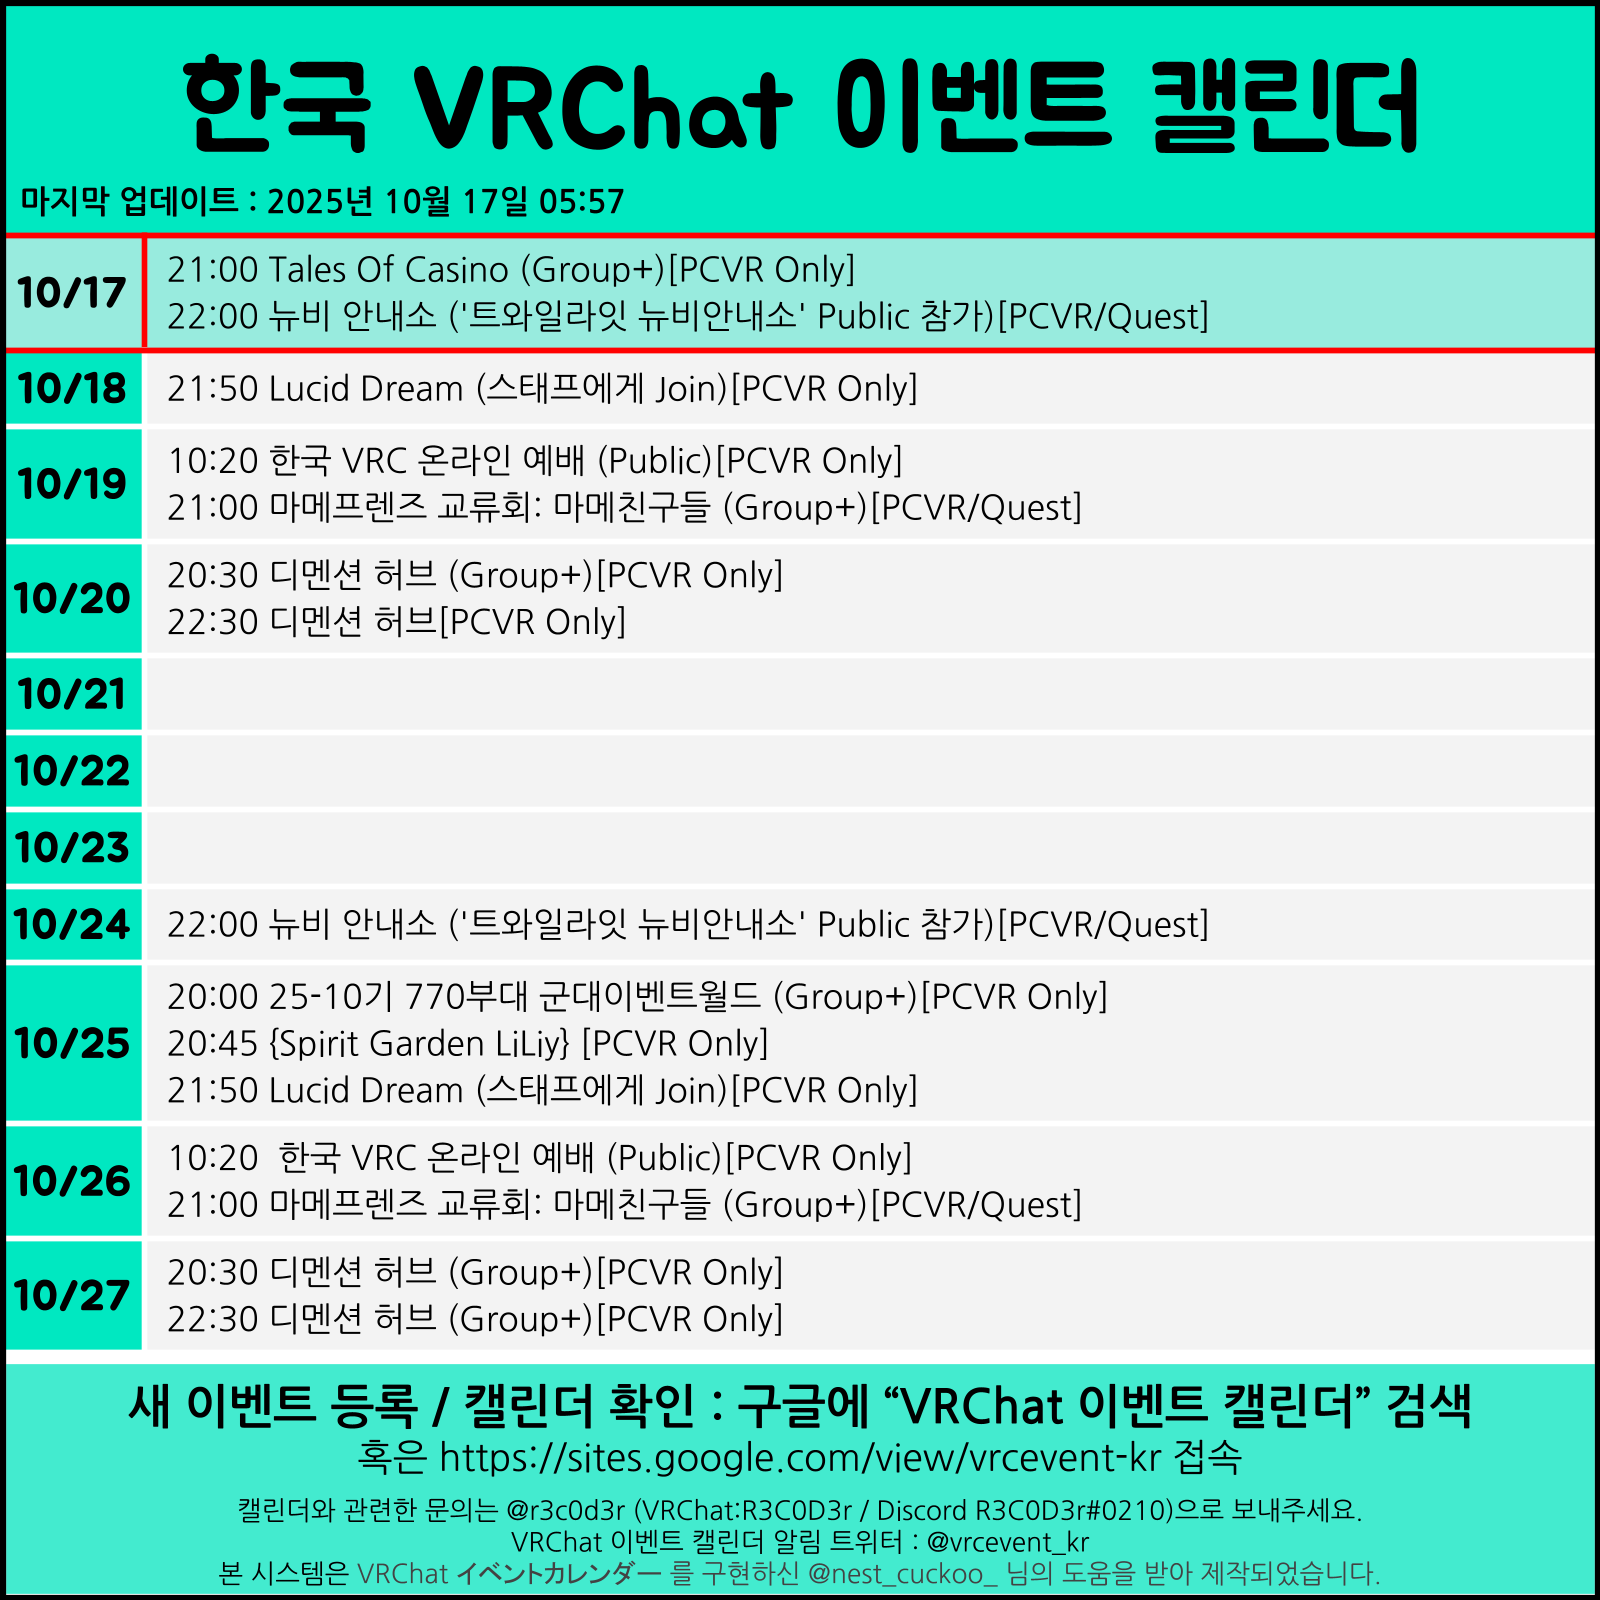 한국 VRChat 이벤트 캘린더
마지막 업데이트 : 2025년 10월 17일 05:57
10/17
21:00 Tales Of Casino (Group+)[PCVR Only]
22:00 뉴비 안내소 ('트와일라잇 뉴비안내소' Public 참가)[PCVR/Quest]
10/18
21:50 Lucid Dream (스태프에게 Join)[PCVR Only]
10/19
10:20 한국 VRC 온라인 예배 (Public)[PCVR Only]
21:00 마메프렌즈 교류회: 마메친구들 (Group+)[PCVR/Quest]
10/20
20:30 디멘션 허브 (Group+)[PCVR Only]
22:30 디멘션 허브[PCVR Only]
10/21
10/22
10/23
10/24
22:00 뉴비 안내소 ('트와일라잇 뉴비안내소' Public 참가)[PCVR/Quest]
10/25
20:00 25-10기 770부대 군대이벤트월드 (Group+)[PCVR Only]
20:45 {Spirit Garden LiLiy} [PCVR Only]
21:50 Lucid Dream (스태프에게 Join)[PCVR Only]
10/26
10:20  한국 VRC 온라인 예배 (Public)[PCVR Only]
21:00 마메프렌즈 교류회: 마메친구들 (Group+)[PCVR/Quest]
10/27
20:30 디멘션 허브 (Group+)[PCVR Only]
22:30 디멘션 허브 (Group+)[PCVR Only]
새 이벤트 등록 / 캘린더 확인 : 구글에 “VRChat 이벤트 캘린더” 검색
혹은 https://sites.google.com/view/vrcevent-kr 접속
캘린더와 관련한 문의는 @r3c0d3r (VRChat:R3C0D3r / Discord R3C0D3r#0210)으로 보내주세요.
VRChat 이벤트 캘린더 알림 트위터 : @vrcevent_kr
본 시스템은 VRChat イベントカレンダー 를 구현하신 @nest_cuckoo_ 님의 도움을 받아 제작되었습니다.